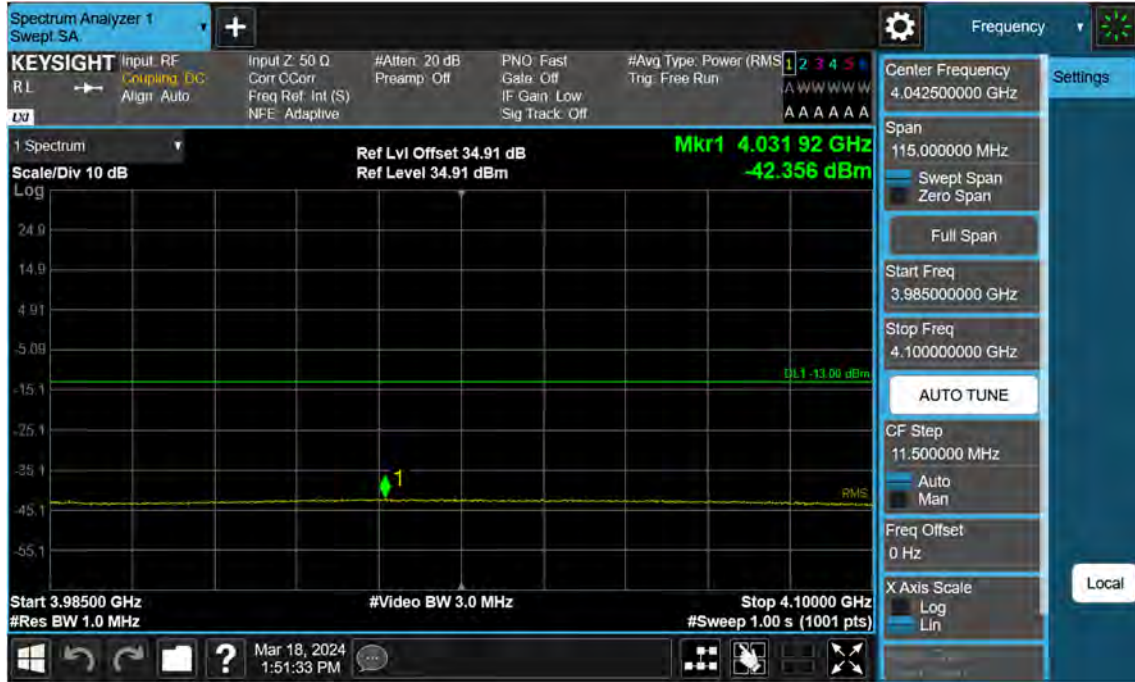 Spectrum Analyzer 1
Swept SA
Frequency
KEYSIGHT
RL
LXI
Input: RF
Coupling: DC
Align: Auto
Input Z: 50 Ω
Corr CCorr
Freq Ref: Int (S)
NFE: Adaptive
#Atten: 20 dB
Preamp: Off
PNO: Fast
Gate: Off
IF Gain: Low
Sig Track: Off
#Avg Type: Power (RMS
Trig: Free Run
1 2 3 4 5 6
A W W W W W
A A A A A A
1 Spectrum
Scale/Div 10 dB
Log
Ref Lvl Offset 34.91 dB
Ref Level 34.91 dBm
Mkr1 4.031 92 GHz
-42.356 dBm
24.9
14.9
4.91
-5.09
DL1 -13.00 dBm
-15.1
-25.1
-35.1
1
RMS
-45.1
-55.1
Start 3.98500 GHz
#Res BW 1.0 MHz
#Video BW 3.0 MHz
Stop 4.10000 GHz
#Sweep 1.00 s (1001 pts)
Mar 18, 2024
1:51:33 PM
Center Frequency
4.042500000 GHz
Settings
Span
115.000000 MHz
Swept Span
Zero Span
Full Span
Start Freq
3.985000000 GHz
Stop Freq
4.100000000 GHz
AUTO TUNE
CF Step
11.500000 MHz
Auto
Man
Freq Offset
0 Hz
X Axis Scale
Log
Lin
Local